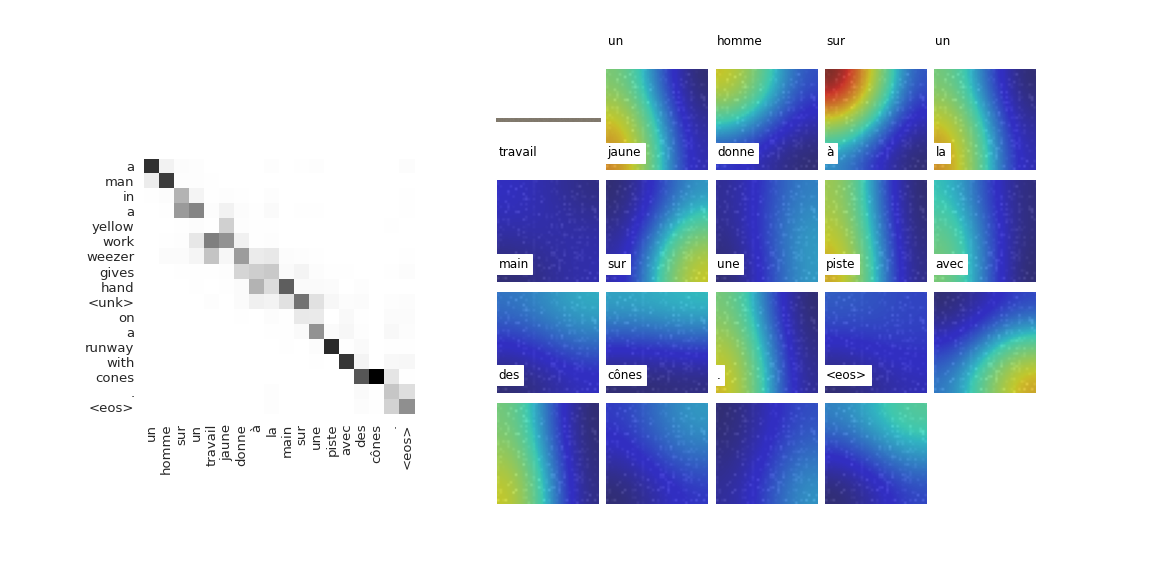 a
man
in
a
yellow
work
weezer
gives
hand
<unk>
on
a
runway
with
cones
.
<eos>
un
homme
sur
un
travail
jaune
donne
à
la
main
sur
une
piste
avec
des
cônes
.
<eos>
un homme sur un
travail jaune donne à la
main sur une piste avec
des cônes . <eos>